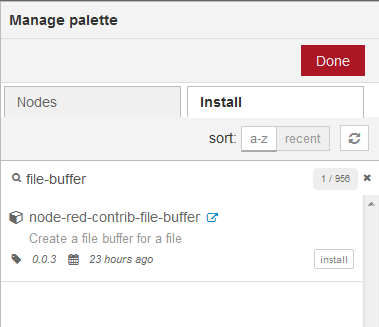 Manage palette
Done
Nodes
Install
sort: a-z recent
file-buffer 1 / 956
node-red-contrib-file-buffer
Create a file buffer for a file
0.0.3 23 hours ago install